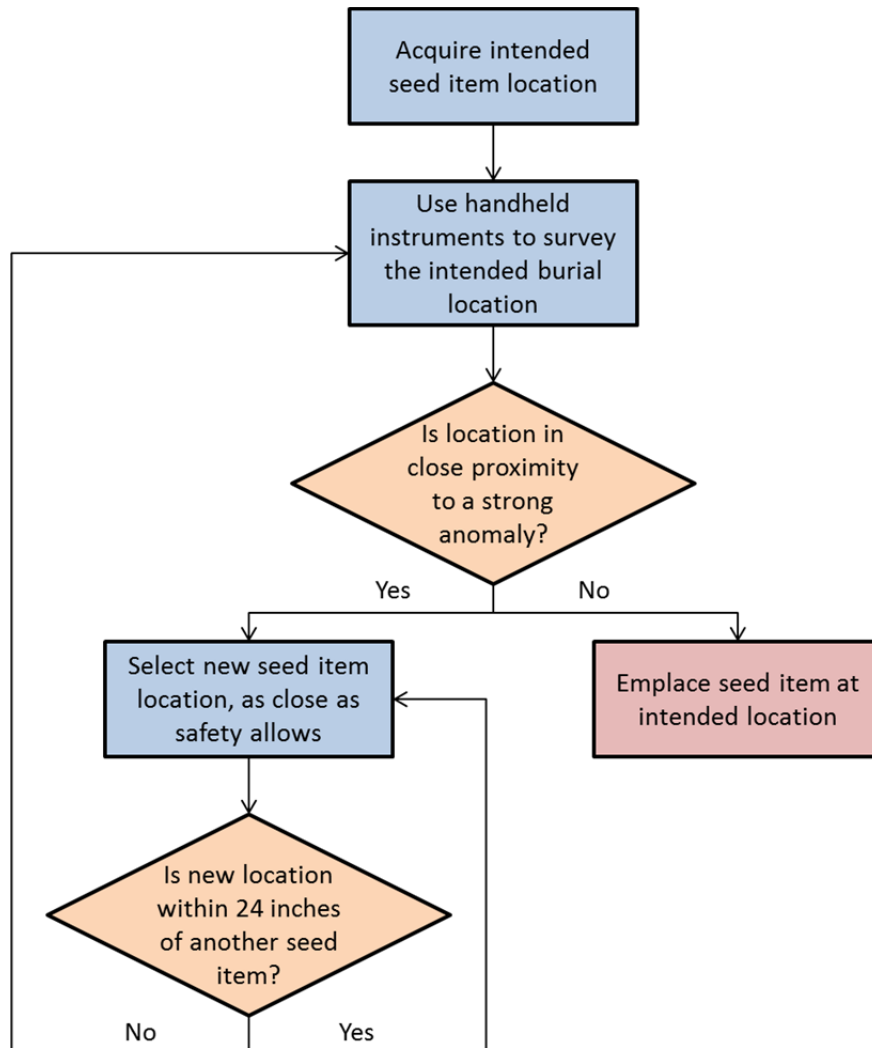 Acquire intended
seed item location
Use handheld
instruments to survey
the intended burial
location
Is location in
close proximity
to a strong
anomaly?
Yes
No
Select new seed item
location, as close as
safety allows
Emplace seed item at
intended location
Is new location
within 24 inches
of another seed
item?
No
Yes